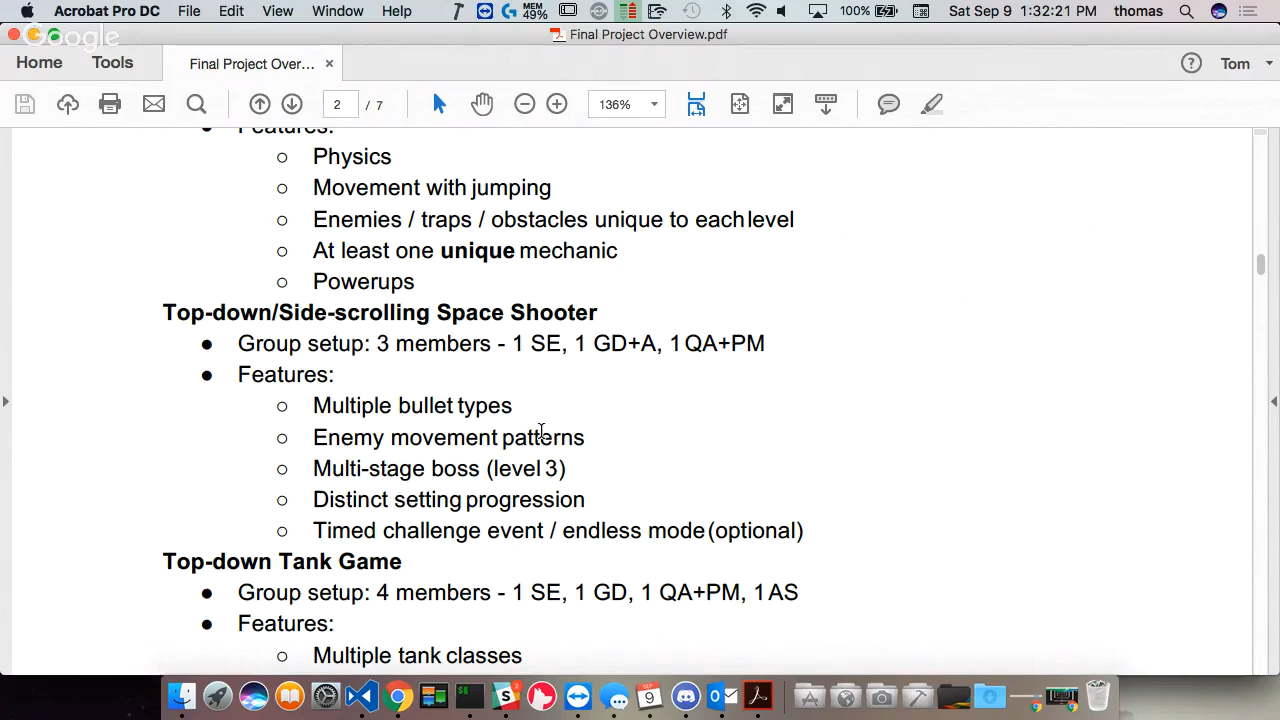 Acrobat Pro DC File Edit View Window Help MEM 49% 100% Sat Sep 9 1:32:21 PM thomas
Google
Final Project Overview.pdf
Home Tools Final Project Over... × ? Tom
2 / 7 136%
Features:
○ Physics
○ Movement with jumping
○ Enemies / traps / obstacles unique to each level
○ At least one unique mechanic
○ Powerups
Top-down/Side-scrolling Space Shooter
● Group setup: 3 members - 1 SE, 1 GD+A, 1 QA+PM
● Features:
○ Multiple bullet types
○ Enemy movement patterns
○ Multi-stage boss (level 3)
○ Distinct setting progression
○ Timed challenge event / endless mode (optional)
Top-down Tank Game
● Group setup: 4 members - 1 SE, 1 GD, 1 QA+PM, 1 AS
● Features:
○ Multiple tank classes